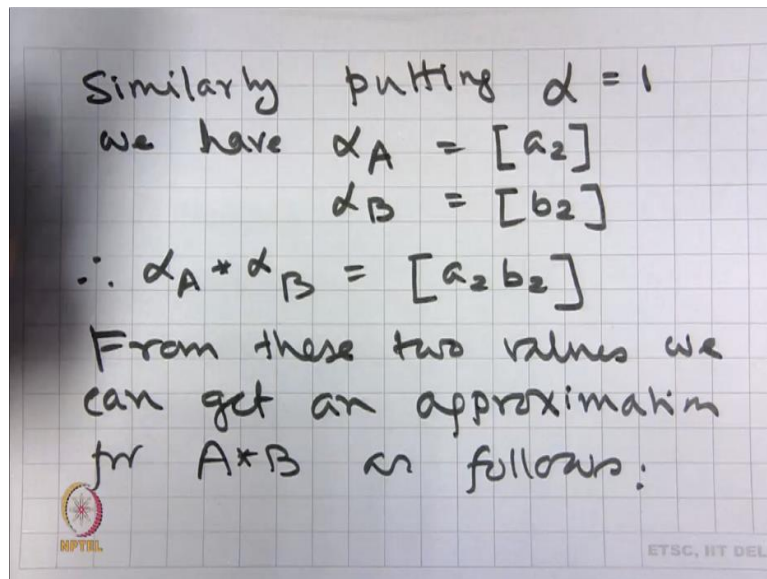 Similarly putting α = 1
we have α_A = [a₂]
α_B = [b₂]
∴ α_A * α_B = [a₂ b₂]
From these two values we
can get an approximation
for A*B as follows:
NPTEL
ETSC, IIT DEL